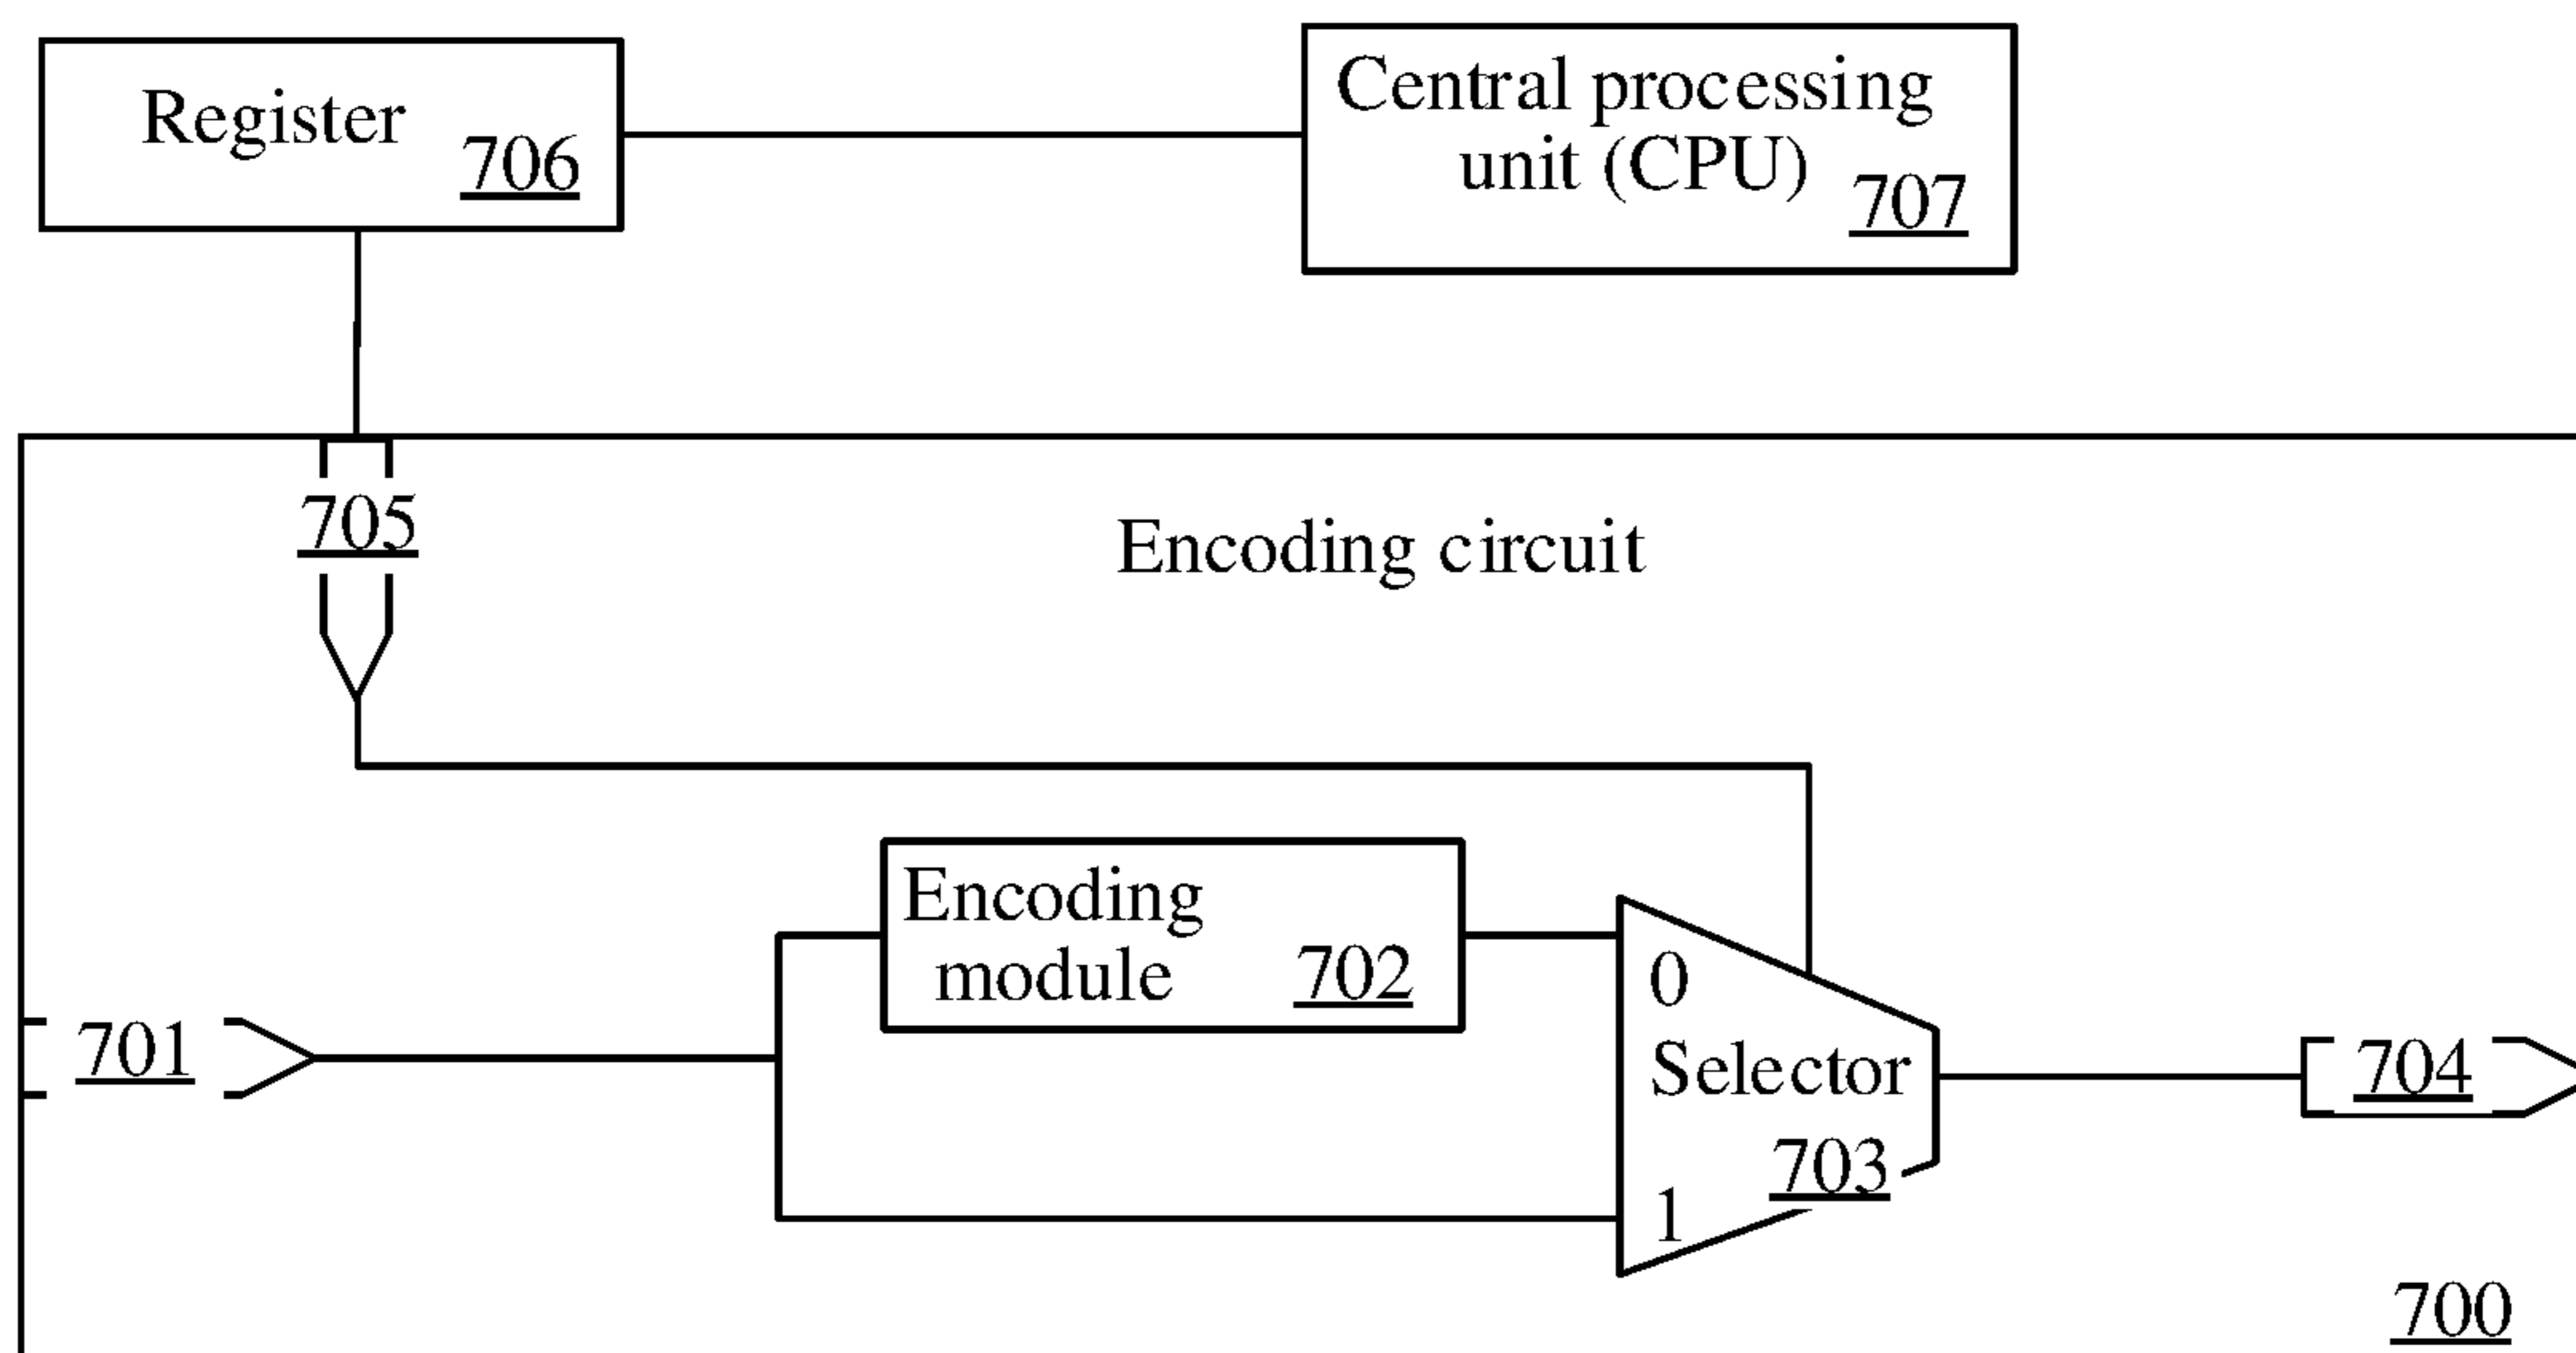 Register
706
Central processing
unit (CPU)
707
705
Encoding circuit
Encoding
module
702
0
701
Selector
704
703
1
700